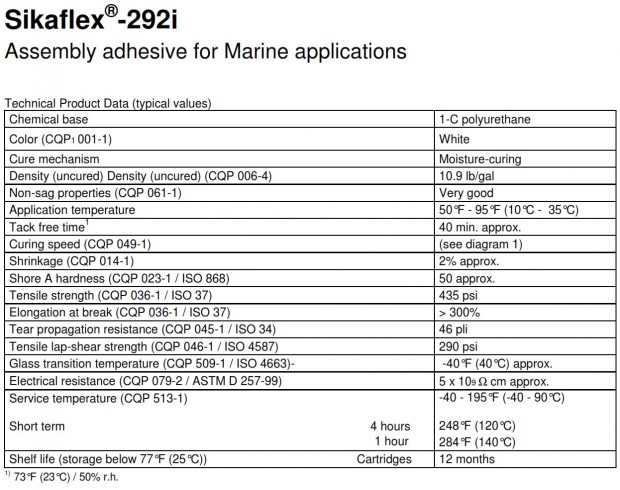 Sikaflex®-292i
Assembly adhesive for Marine applications
Technical Product Data (typical values)
Chemical base 1-C polyurethane
Color (CQP1 001-1) White
Cure mechanism Moisture-curing
Density (uncured) Density (uncured) (CQP 006-4) 10.9 lb/gal
Non-sag properties (CQP 061-1) Very good
Application temperature 50°F - 95°F (10°C - 35°C)
Tack free time1 40 min. approx.
Curing speed (CQP 049-1) (see diagram 1)
Shrinkage (CQP 014-1) 2% approx.
Shore A hardness (CQP 023-1 / ISO 868) 50 approx.
Tensile strength (CQP 036-1 / ISO 37) 435 psi
Elongation at break (CQP 036-1 / ISO 37) > 300%
Tear propagation resistance (CQP 045-1 / ISO 34) 46 pli
Tensile lap-shear strength (CQP 046-1 / ISO 4587) 290 psi
Glass transition temperature (CQP 509-1 / ISO 4663)- -40°F (40°C) approx.
Electrical resistance (CQP 079-2 / ASTM D 257-99) 5 x 109 Ω cm approx.
Service temperature (CQP 513-1) -40 - 195°F (-40 - 90°C)
Short term 4 hours 248°F (120°C)
1 hour 284°F (140°C)
Shelf life (storage below 77°F (25°C)) Cartridges 12 months
1) 73°F (23°C) / 50% r.h.